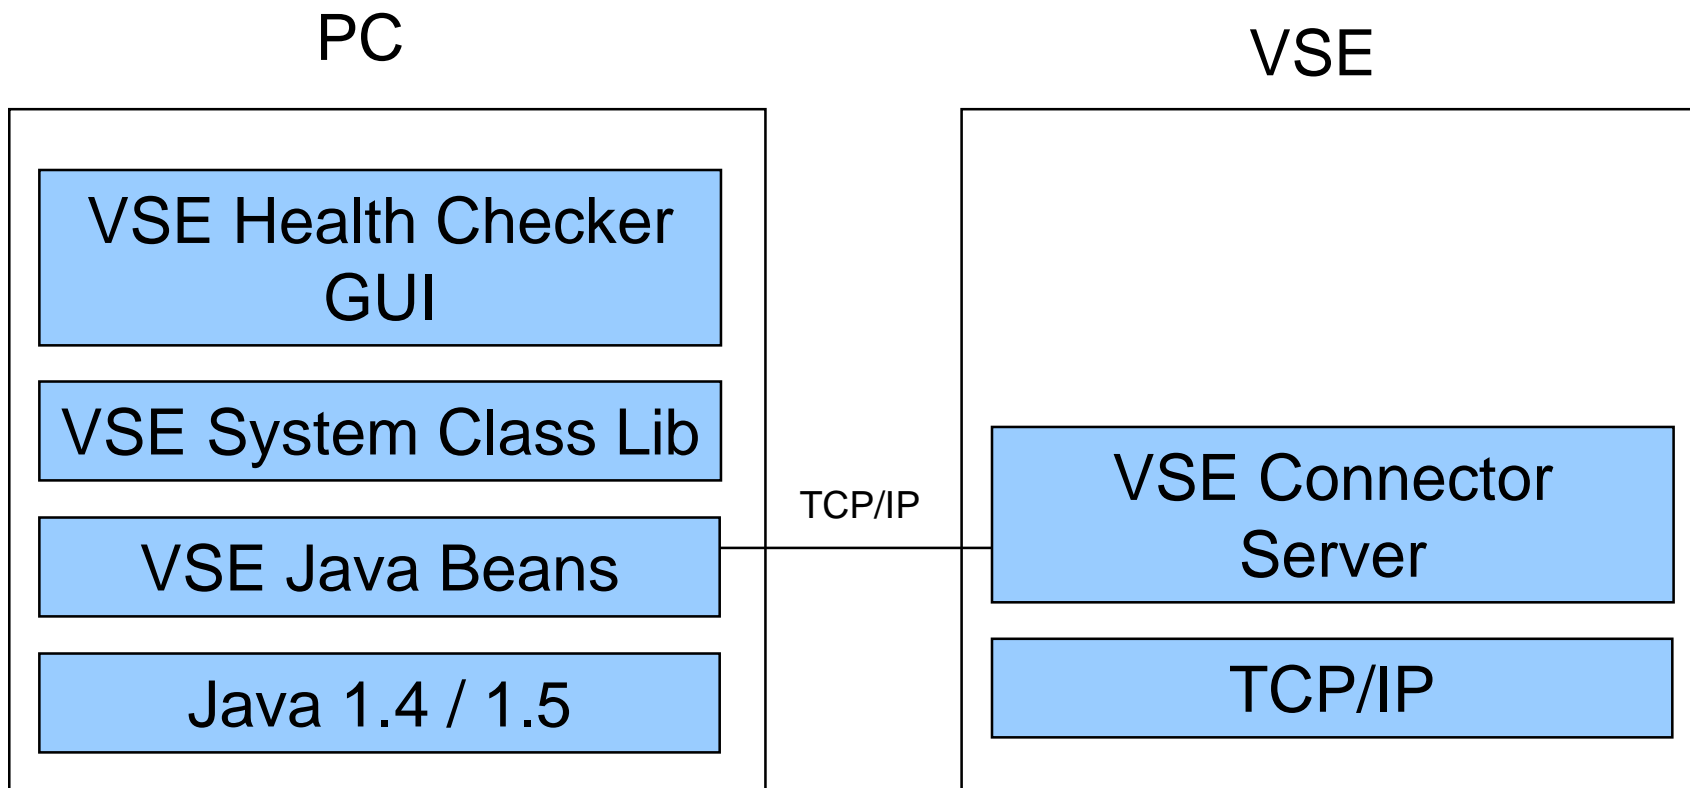 PC
VSE
VSE Health Checker
GUI
VSE System Class Lib
VSE Java Beans
Java 1.4 / 1.5
TCP/IP
VSE Connector
Server
TCP/IP